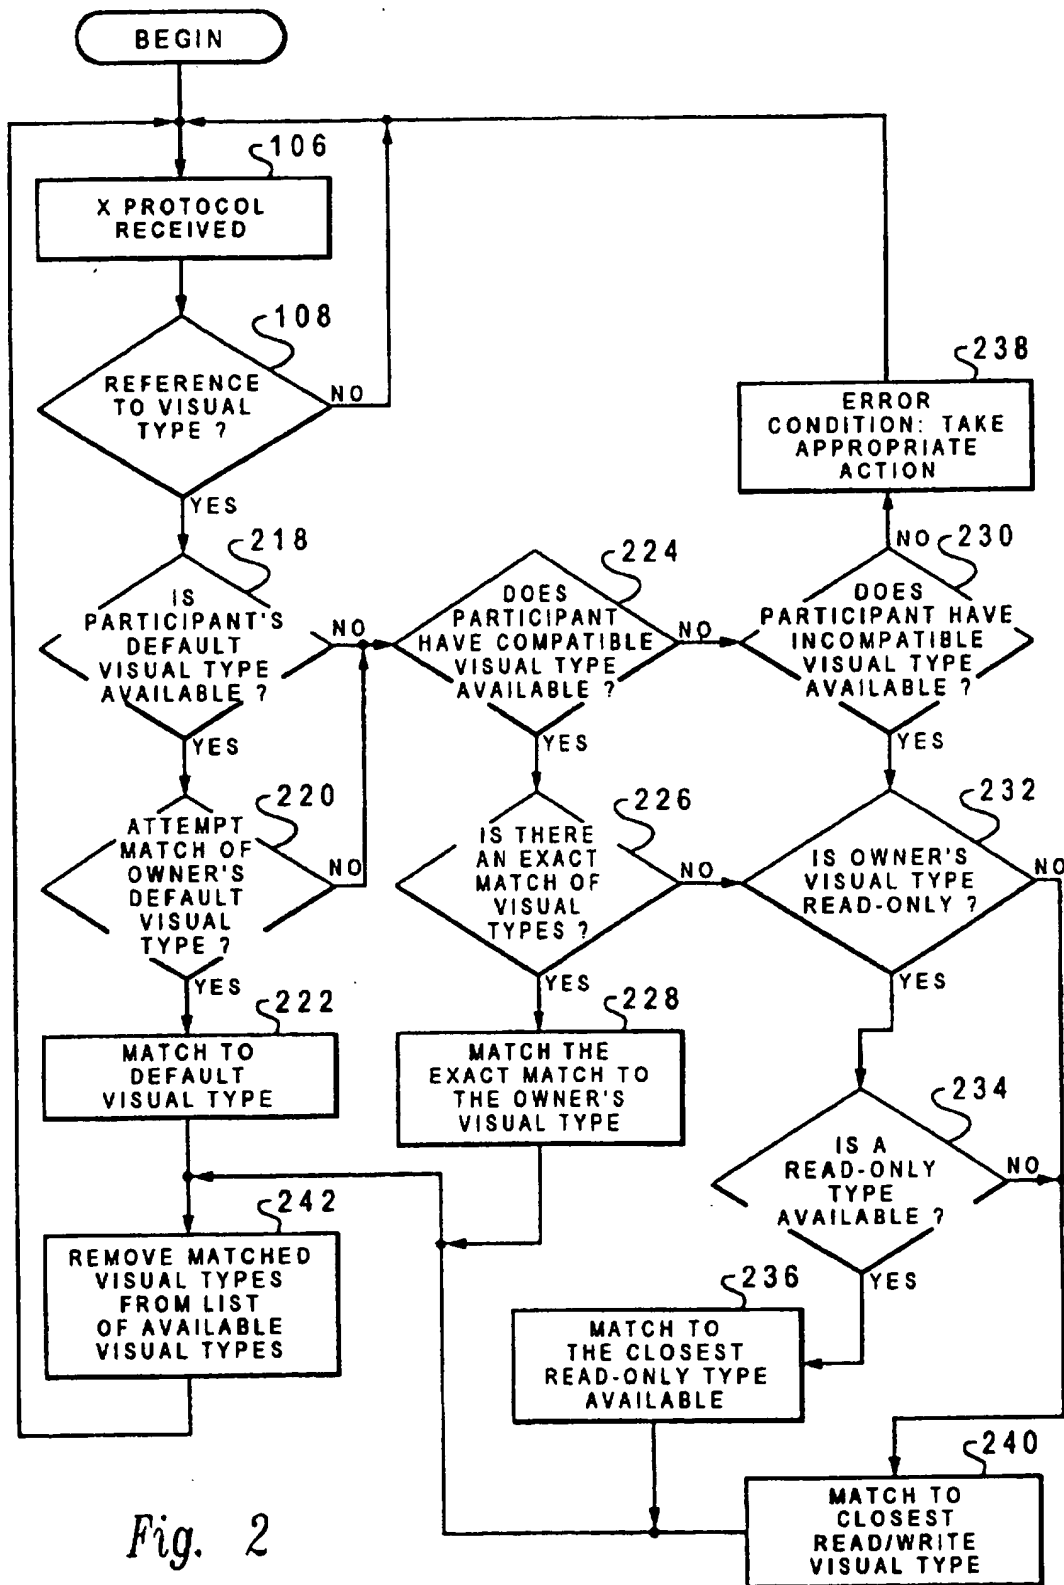 BEGIN
106
X PROTOCOL
RECEIVED
108
REFERENCE
TO VISUAL
TYPE ?
NO
YES
218
IS
PARTICIPANT'S
DEFAULT
VISUAL TYPE
AVAILABLE ?
NO
YES
220
ATTEMPT
MATCH OF
OWNER'S
DEFAULT
VISUAL
TYPE ?
NO
YES
222
MATCH TO
DEFAULT
VISUAL TYPE
242
REMOVE MATCHED
VISUAL TYPES
FROM LIST
OF AVAILABLE
VISUAL TYPES
224
DOES
PARTICIPANT
HAVE COMPATIBLE
VISUAL TYPE
AVAILABLE ?
NO
YES
226
IS THERE
AN EXACT
MATCH OF
VISUAL
TYPES ?
NO
YES
228
MATCH THE
EXACT MATCH TO
THE OWNER'S
VISUAL TYPE
238
ERROR
CONDITION: TAKE
APPROPRIATE
ACTION
NO
230
DOES
PARTICIPANT HAVE
INCOMPATIBLE
VISUAL TYPE
AVAILABLE ?
YES
232
IS OWNER'S
VISUAL TYPE
READ-ONLY ?
NO
YES
234
IS A
READ-ONLY
TYPE
AVAILABLE ?
NO
YES
236
MATCH TO
THE CLOSEST
READ-ONLY TYPE
AVAILABLE
240
MATCH TO
CLOSEST
READ/WRITE
VISUAL TYPE
Fig. 2